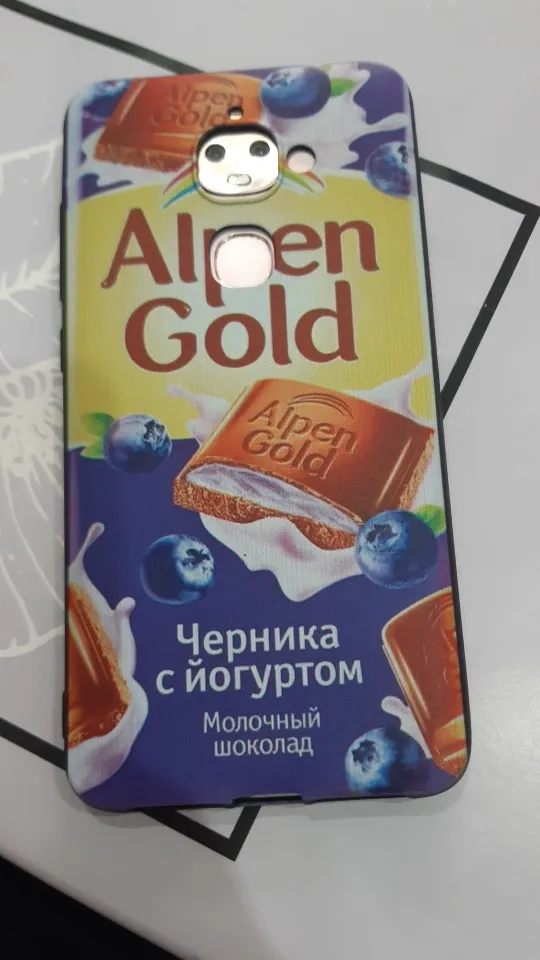 Alpen
Gold
Alpen
Gold
Alpen
Gold
Черника
с йогуртом
Молочный
шоколад